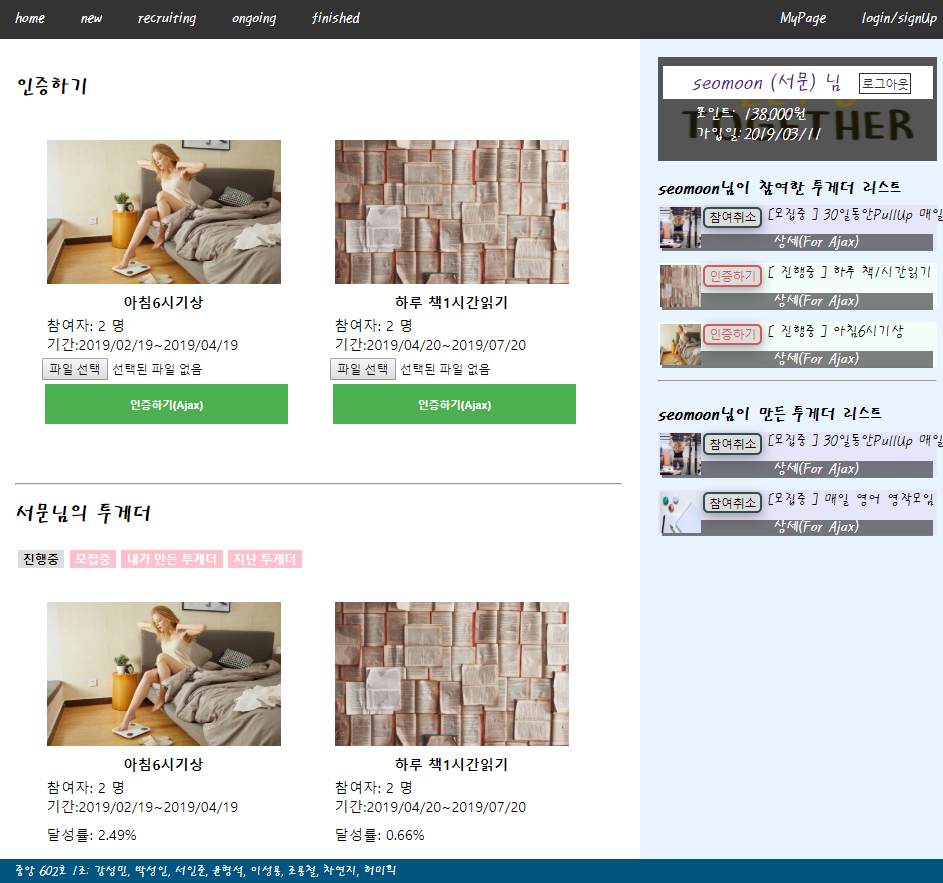 home new recruiting ongoing finished MyPage login/signUp
인증하기
아침6시기상
참여자: 2 명
기간:2019/02/19~2019/04/19
파일 선택 선택된 파일 없음
인증하기(Ajax)
하루 책1시간읽기
참여자: 2 명
기간:2019/04/20~2019/07/20
파일 선택 선택된 파일 없음
인증하기(Ajax)
서문님의 투게더
진행중 모집중 내가 만든 투게더 지난 투게더
아침6시기상
참여자: 2 명
기간:2019/02/19~2019/04/19
달성률: 2.49%
하루 책1시간읽기
참여자: 2 명
기간:2019/04/20~2019/07/20
달성률: 0.66%
seomoon (서문) 님 로그아웃
포인트: 138,000원
가입일: 2019/03/11
TOGETHER
seomoon님이 참여한 투게더 리스트
참여취소 [모집중 ] 30일동안PullUp 매일
상세(For Ajax)
인증하기 [ 진행중 ] 하루 책1시간읽기
상세(For Ajax)
인증하기 [ 진행중 ] 아침6시기상
상세(For Ajax)
seomoon님이 만든 투게더 리스트
참여취소 [모집중 ] 30일동안PullUp 매일
상세(For Ajax)
참여취소 [모집중 ] 매일 영어 영작모임
상세(For Ajax)
중앙 602호 1조: 강성민, 박성인, 서인준, 윤형석, 이성용, 조용철, 차연지, 허미희